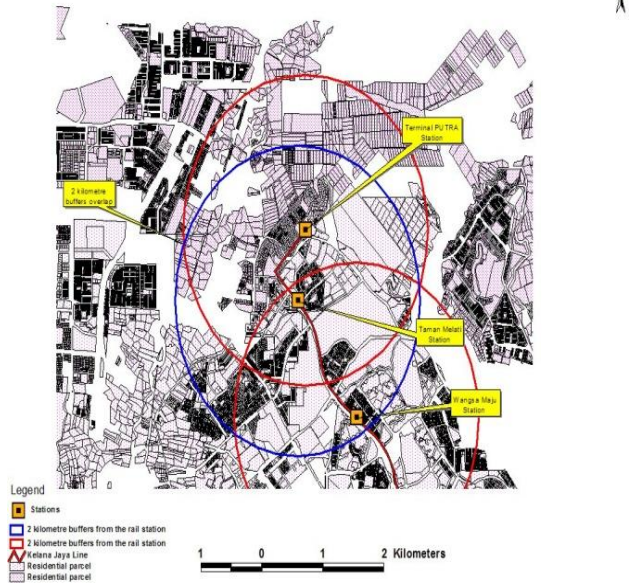 Terminal PUTRA
Station
2 kilometre
buffers overlap
Taman Melati
Station
Wangsa Maju
Station
Legend
Stations
2 kilometre buffers from the rail station
2 kilometre buffers from the rail station
Kelana Jaya Line
Residential parcel
Residential parcel
1 0 1 2 Kilometers